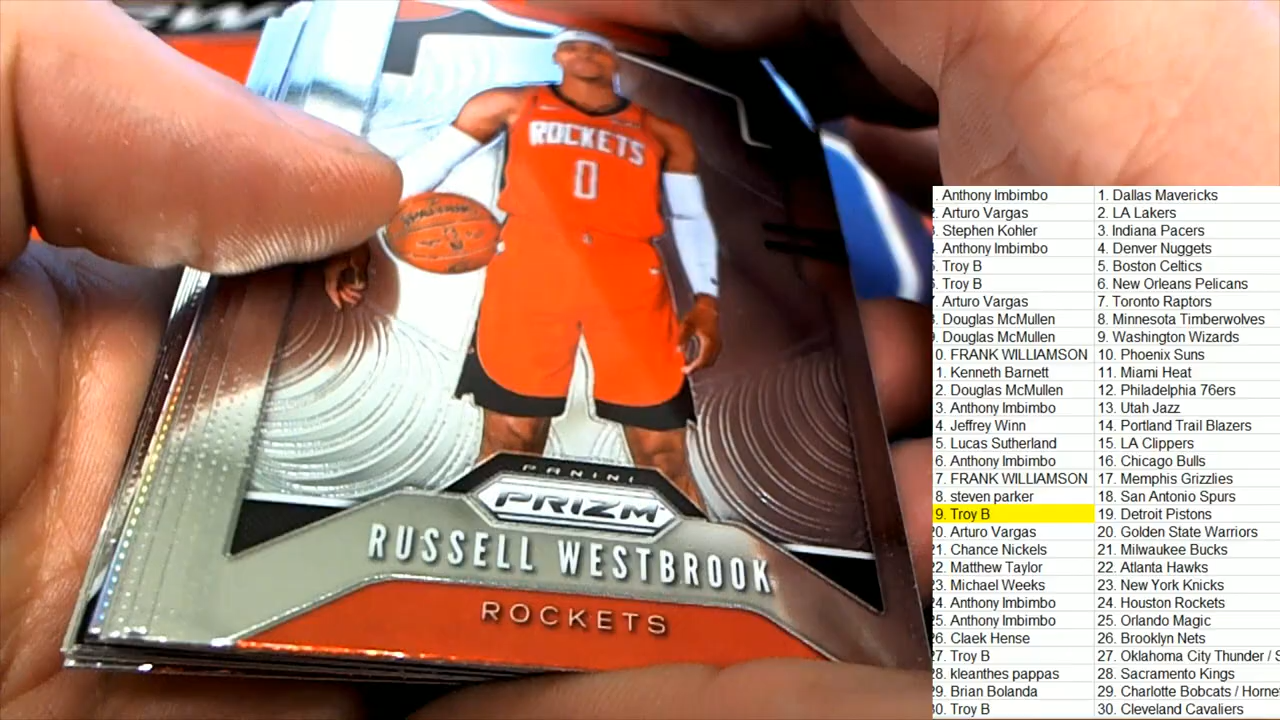 ROCKETS
0
PANINI
PRIZM
RUSSELL WESTBROOK
ROCKETS
. Anthony Imbimbo 1. Dallas Mavericks
2. Arturo Vargas 2. LA Lakers
3. Stephen Kohler 3. Indiana Pacers
4. Anthony Imbimbo 4. Denver Nuggets
5. Troy B 5. Boston Celtics
6. Troy B 6. New Orleans Pelicans
7. Arturo Vargas 7. Toronto Raptors
8. Douglas McMullen 8. Minnesota Timberwolves
9. Douglas McMullen 9. Washington Wizards
0. FRANK WILLIAMSON 10. Phoenix Suns
1. Kenneth Barnett 11. Miami Heat
2. Douglas McMullen 12. Philadelphia 76ers
3. Anthony Imbimbo 13. Utah Jazz
4. Jeffrey Winn 14. Portland Trail Blazers
5. Lucas Sutherland 15. LA Clippers
6. Anthony Imbimbo 16. Chicago Bulls
7. FRANK WILLIAMSON 17. Memphis Grizzlies
8. steven parker 18. San Antonio Spurs
9. Troy B 19. Detroit Pistons
20. Arturo Vargas 20. Golden State Warriors
21. Chance Nickels 21. Milwaukee Bucks
22. Matthew Taylor 22. Atlanta Hawks
23. Michael Weeks 23. New York Knicks
24. Anthony Imbimbo 24. Houston Rockets
25. Anthony Imbimbo 25. Orlando Magic
26. Claek Hense 26. Brooklyn Nets
27. Troy B 27. Oklahoma City Thunder / S
28. kleanthes pappas 28. Sacramento Kings
29. Brian Bolanda 29. Charlotte Bobcats / Horne
30. Troy B 30. Cleveland Cavaliers